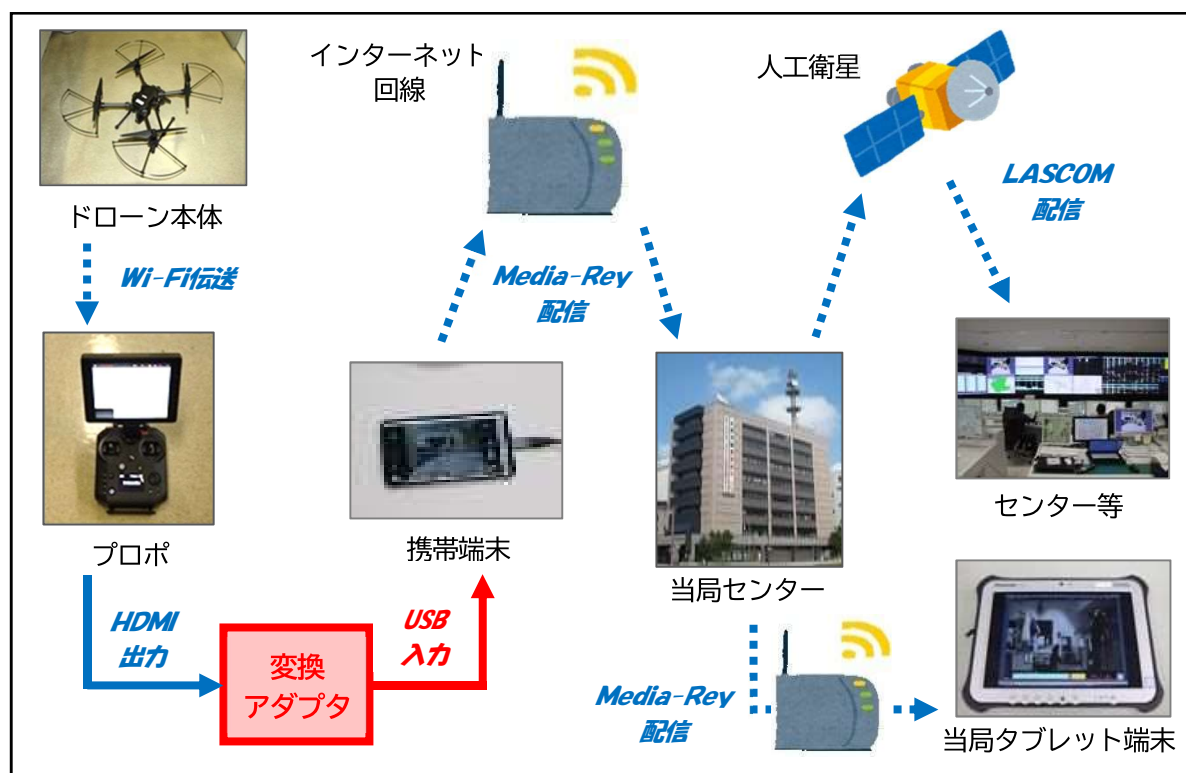 ドローン本体
Wi-Fi伝送
プロポ
HDMI
出力
変換
アダプタ
USB
入力
携帯端末
インターネット
回線
Media-Rey
配信
当局センター
人工衛星
LASCOM
配信
センター等
Media-Rey
配信
当局タブレット端末